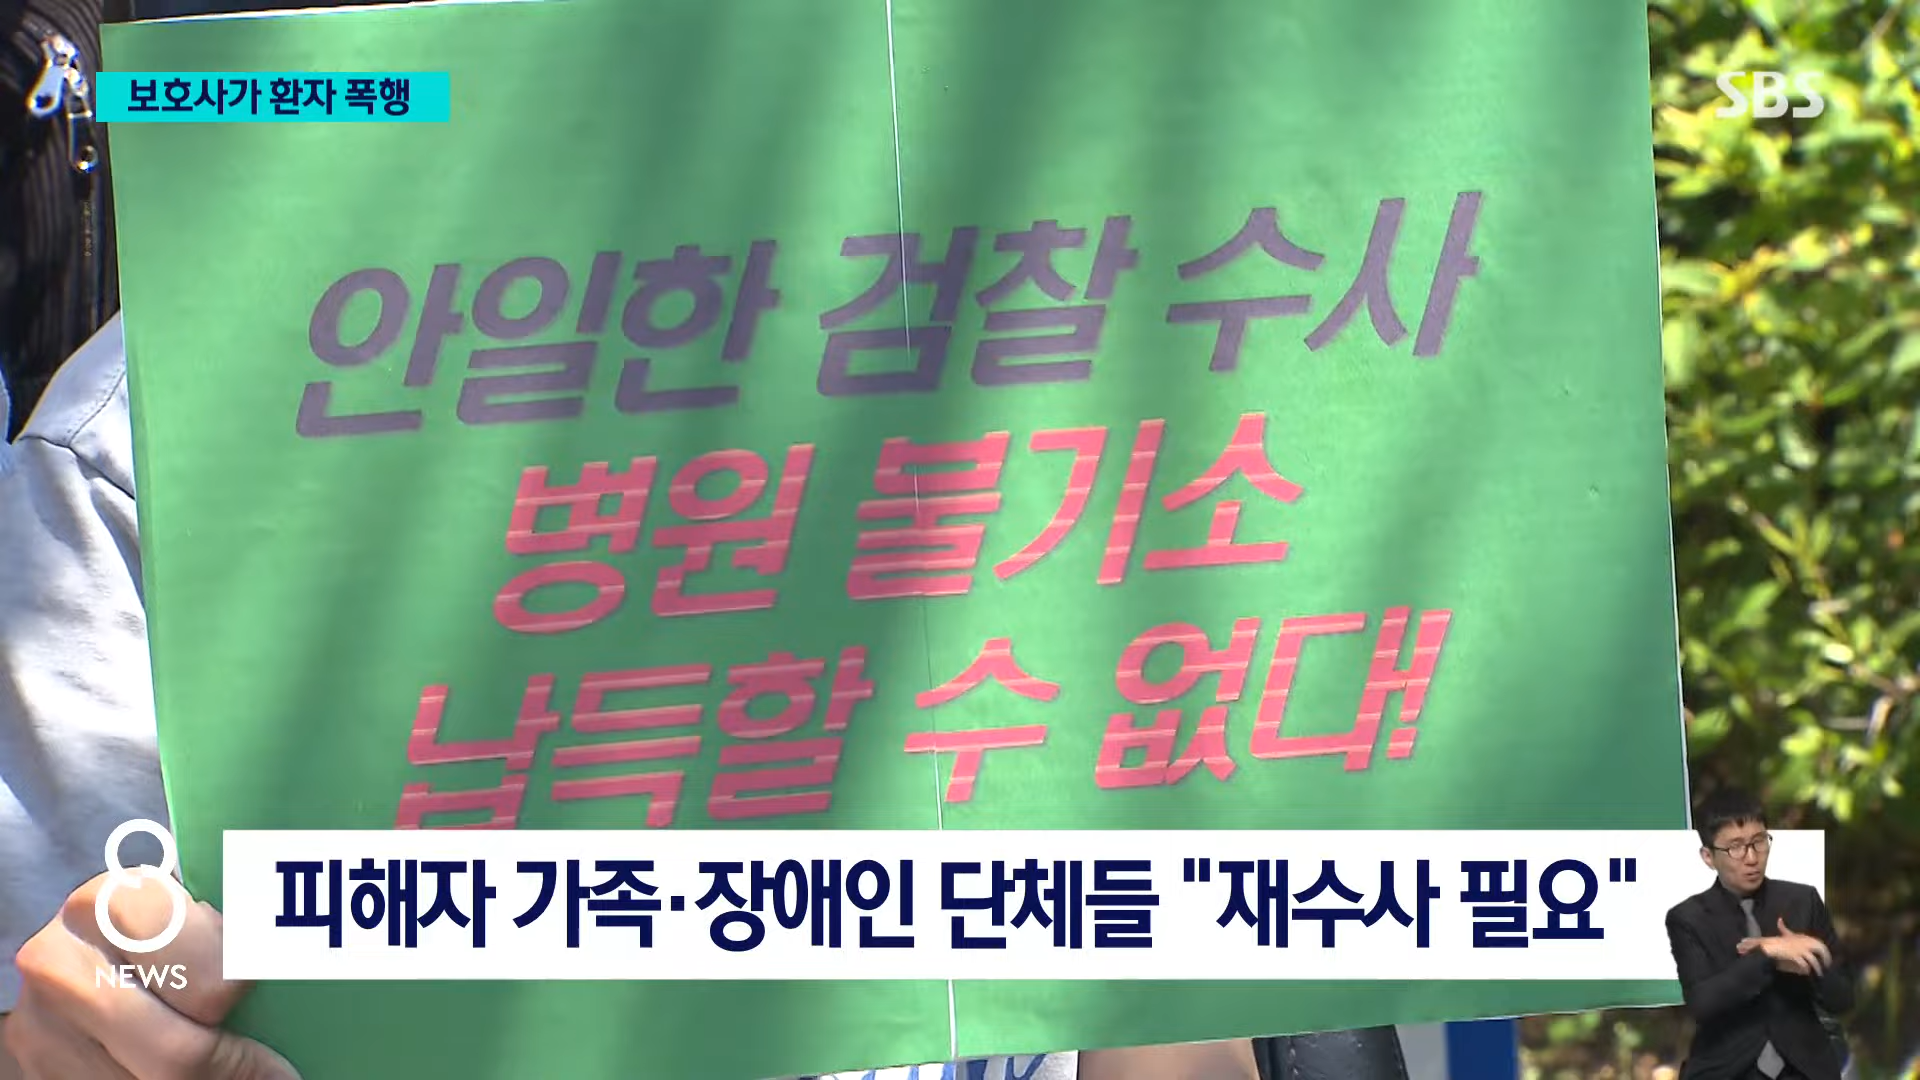 보호사가 환자 폭행
SBS
안일한 검찰 수사
병원 불기소
납득할 수 없다!
8
NEWS
피해자 가족·장애인 단체들 "재수사 필요"